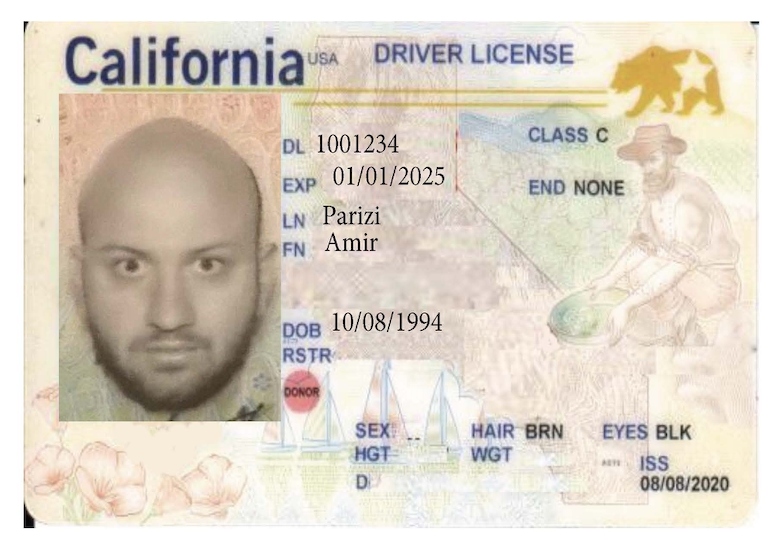 California USA DRIVER LICENSE
DL 1001234 CLASS C
EXP 01/01/2025 END NONE
LN Parizi
FN Amir
DOB 10/08/1994
RSTR
DONOR
SEX HAIR BRN EYES BLK
HGT WGT ISS
D 08/08/2020